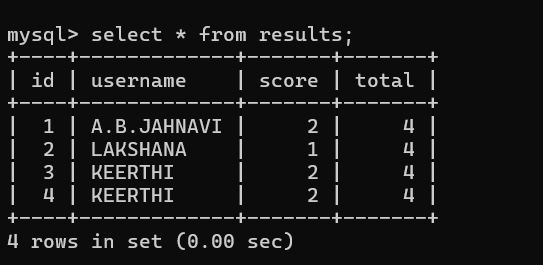 mysql> select * from results;
+----+-------------+-------+-------+
| id | username    | score | total |
+----+-------------+-------+-------+
|  1 | A.B.JAHNAVI |     2 |     4 |
|  2 | LAKSHANA    |     1 |     4 |
|  3 | KEERTHI     |     2 |     4 |
|  4 | KEERTHI     |     2 |     4 |
+----+-------------+-------+-------+
4 rows in set (0.00 sec)